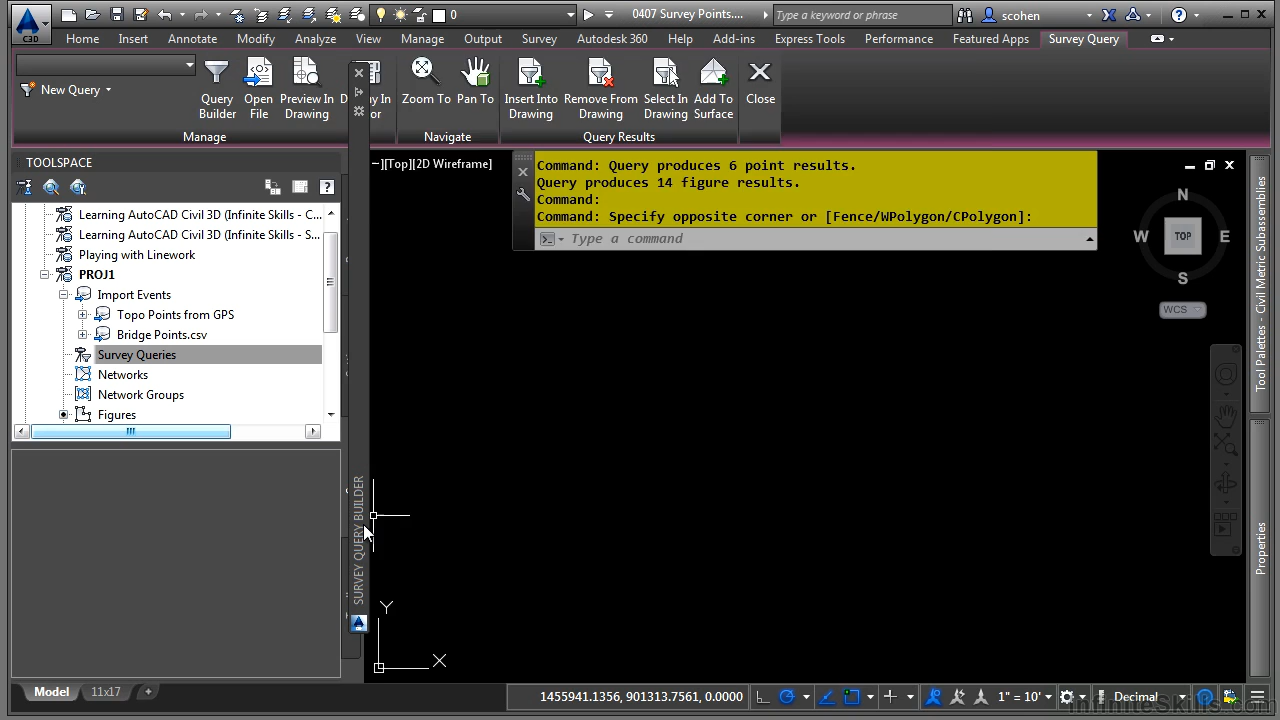 0
0407 Survey Points....
Type a keyword or phrase
scohen
C3D
Home Insert Annotate Modify Analyze View Manage Output Survey Autodesk 360 Help Add-ins Express Tools Performance Featured Apps Survey Query
New Query
Query Builder
Open File
Preview In Drawing
Zoom To
Pan To
Insert Into Drawing
Remove From Drawing
Select In Drawing
Add To Surface
Close
Manage
Navigate
Query Results
TOOLSPACE
Learning AutoCAD Civil 3D (Infinite Skills - C...
Learning AutoCAD Civil 3D (Infinite Skills - S...
Playing with Linework
PROJ1
Import Events
Topo Points from GPS
Bridge Points.csv
Survey Queries
Networks
Network Groups
Figures
SURVEY QUERY BUILDER
−][Top][2D Wireframe]
Command: Query produces 6 point results.
Query produces 14 figure results.
Command:
Command: Specify opposite corner or [Fence/WPolygon/CPolygon]:
Type a command
N
W TOP E
S
WCS
Tool Palettes - Civil Metric Subassemblies
Properties
Y
X
Model 11x17
1455941.1356, 901313.7561, 0.0000
1" = 10'
Decimal
InfiniteSkills.com